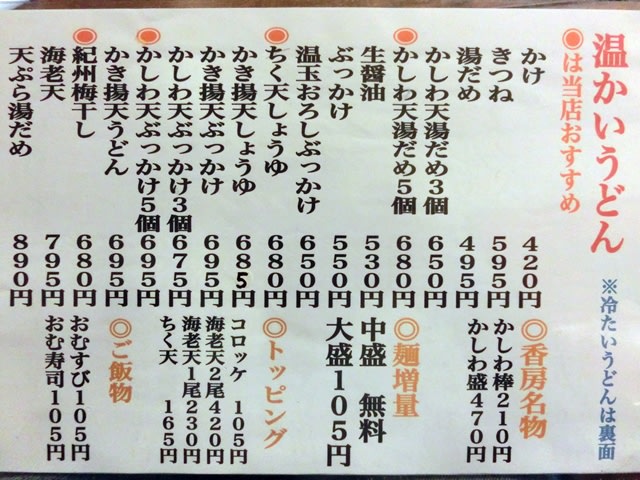 温かいうどん
※冷たいうどんは裏面
◉は当店おすすめ
かけ 420円
きつね 595円
湯だめ 495円
かしわ天湯だめ3個 650円
◉かしわ天湯だめ5個 680円
生醤油 530円
ぶっかけ 550円
温玉おろしぶっかけ 650円
◉ちく天しょうゆ 680円
かき揚天しょうゆ 685円
かき揚天ぶっかけ 695円
かしわ天ぶっかけ3個 675円
◉かしわ天ぶっかけ5個 695円
かき揚天うどん 695円
◉紀州梅干し 680円
海老天 795円
天ぷら湯だめ 890円
◎香房名物
かしわ棒210円
かしわ盛470円
◎麺増量
中盛 無料
大盛105円
◎トッピング
コロッケ 105円
海老天2尾420円
海老天1尾230円
ちく天 165円
◎ご飯物
おむすび105円
おむ寿司105円